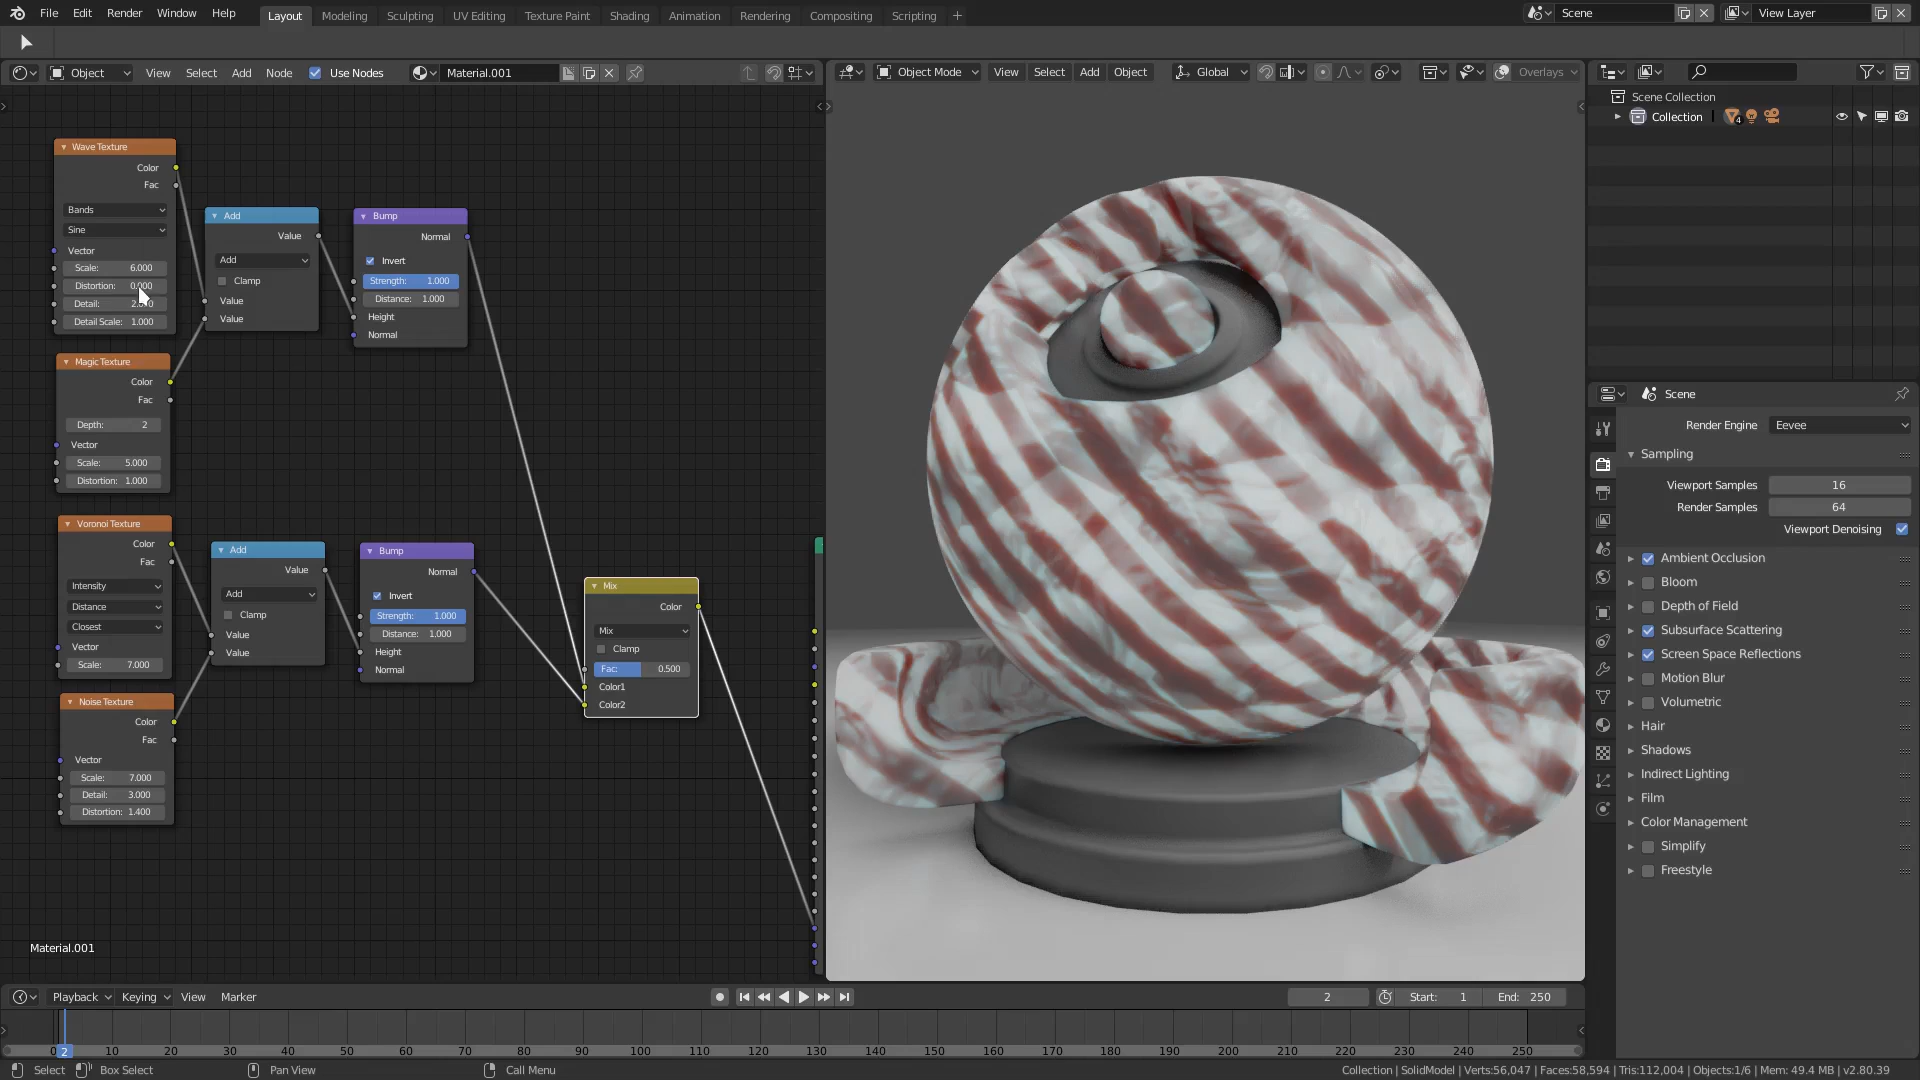 File Edit Render Window Help Layout Modeling Sculpting UV Editing Texture Paint Shading Animation Rendering Compositing Scripting + Scene View Layer
Object View Select Add Node Use Nodes Material.001
Object Mode View Select Add Object Global Overlays
Scene Collection
Collection 4
Wave Texture
Color
Fac
Bands
Sine
Vector
Scale: 6.000
Distortion: 0.000
Detail:
Detail Scale: 1.000
Add
Value
Add
Clamp
Value
Value
Bump
Normal
Invert
Strength: 1.000
Distance: 1.000
Height
Normal
Magic Texture
Color
Fac
Depth: 2
Vector
Scale: 5.000
Distortion: 1.000
Voronoi Texture
Color
Fac
Intensity
Distance
Closest
Vector
Scale: 7.000
Add
Value
Add
Clamp
Value
Value
Bump
Normal
Invert
Strength: 1.000
Distance: 1.000
Height
Normal
Mix
Color
Mix
Clamp
Fac: 0.500
Color1
Color2
Noise Texture
Color
Fac
Vector
Scale: 7.000
Detail: 3.000
Distortion: 1.400
Material.001
Scene
Render Engine Eevee
Sampling
Viewport Samples 16
Render Samples 64
Viewport Denoising
Ambient Occlusion
Bloom
Depth of Field
Subsurface Scattering
Screen Space Reflections
Motion Blur
Volumetric
Hair
Shadows
Indirect Lighting
Film
Color Management
Simplify
Freestyle
Playback Keying View Marker 2 Start: 1 End: 250
0 2 10 20 30 40 50 60 70 80 90 100 110 120 130 140 150 160 170 180 190 200 210 220 230 240 250
Select Box Select Pan View Call Menu Collection | SolidModel | Verts:56,047 | Faces:58,594 | Tris:112,004 | Objects:1/6 | Mem: 49.4 MB | v2.80.39